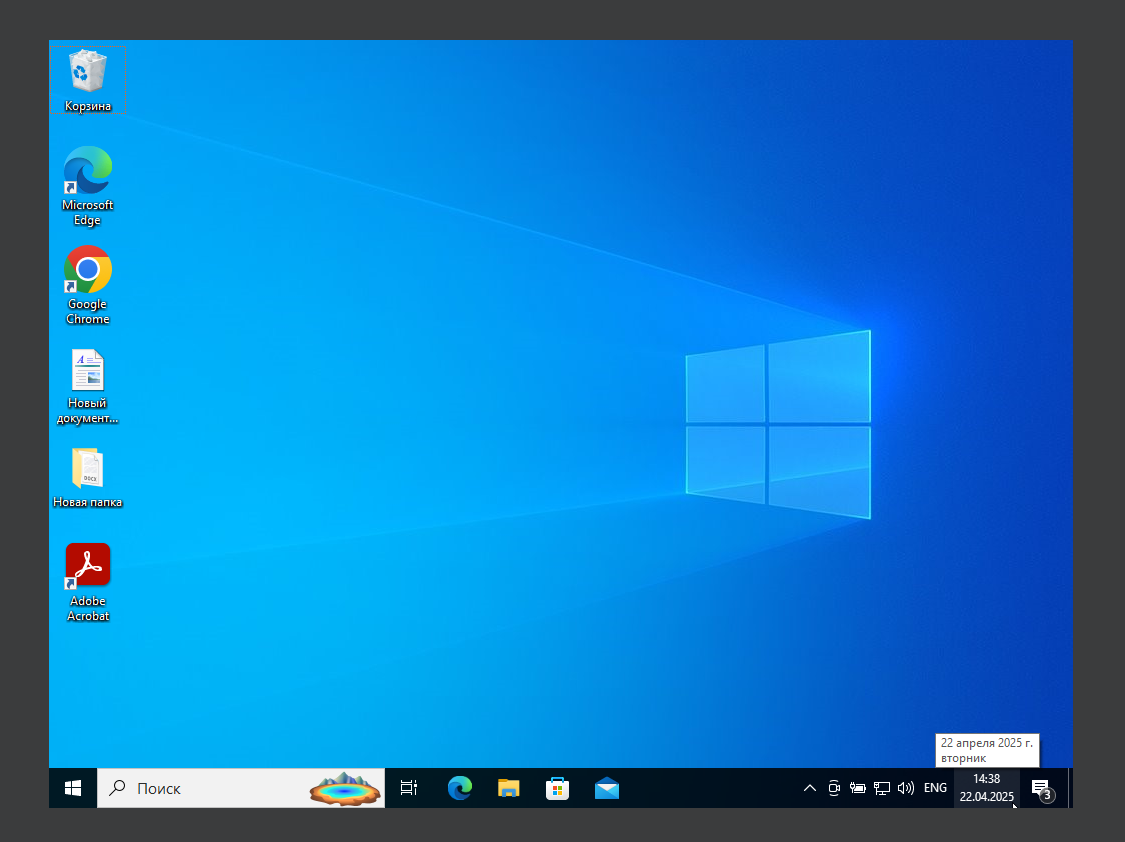 Корзина
Microsoft
Edge
Google
Chrome
Новый
документ...
DOCX
Новая папка
Adobe
Acrobat
22 апреля 2025 г.
вторник
Поиск
ENG
14:38
22.04.2025
3